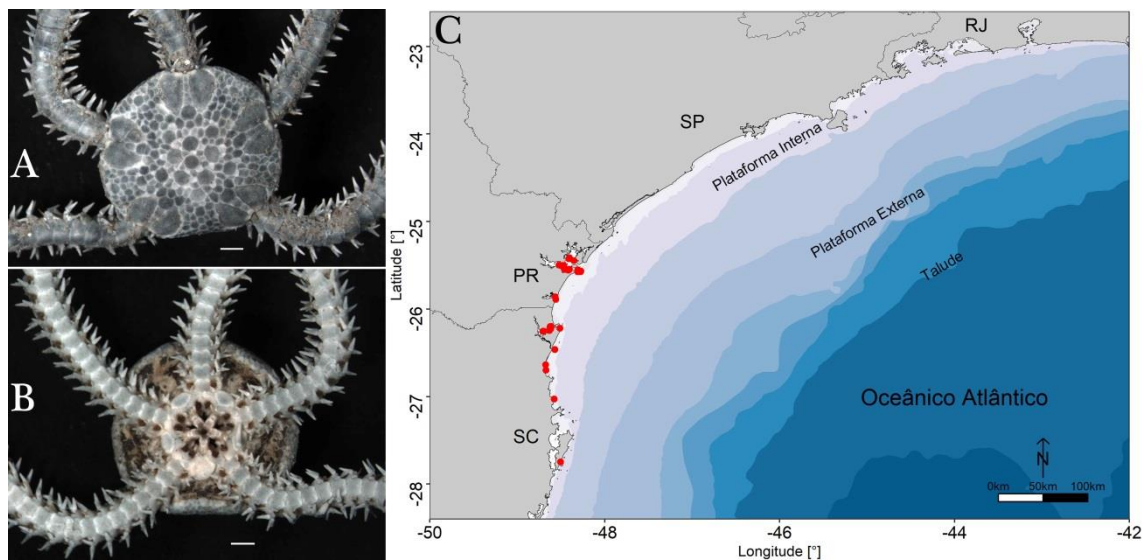 A
B
C
RJ
SP
PR
SC
Plataforma Interna
Plataforma Externa
Talude
Oceânico Atlântico
N
0km 50km 100km
Latitude [°]
-23
-24
-25
-26
-27
-28
-50 -48 -46 -44 -42
Longitude [°]